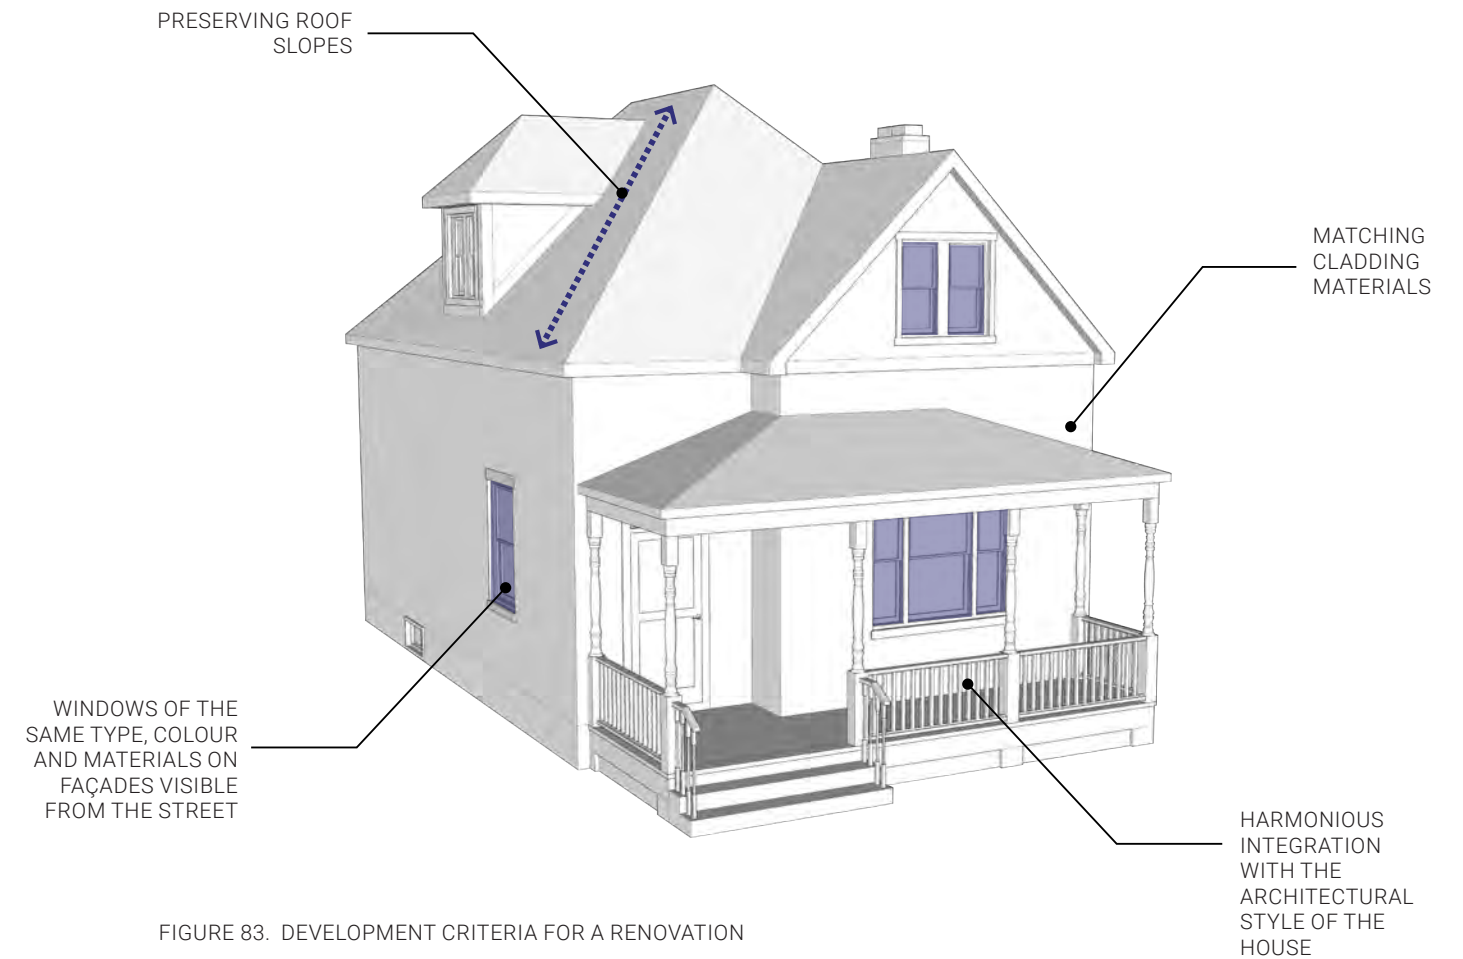 PRESERVING ROOF
SLOPES
MATCHING
CLADDING
MATERIALS
WINDOWS OF THE
SAME TYPE, COLOUR
AND MATERIALS ON
FAÇADES VISIBLE
FROM THE STREET
HARMONIOUS
INTEGRATION
WITH THE
ARCHITECTURAL
STYLE OF THE
HOUSE
FIGURE 83. DEVELOPMENT CRITERIA FOR A RENOVATION